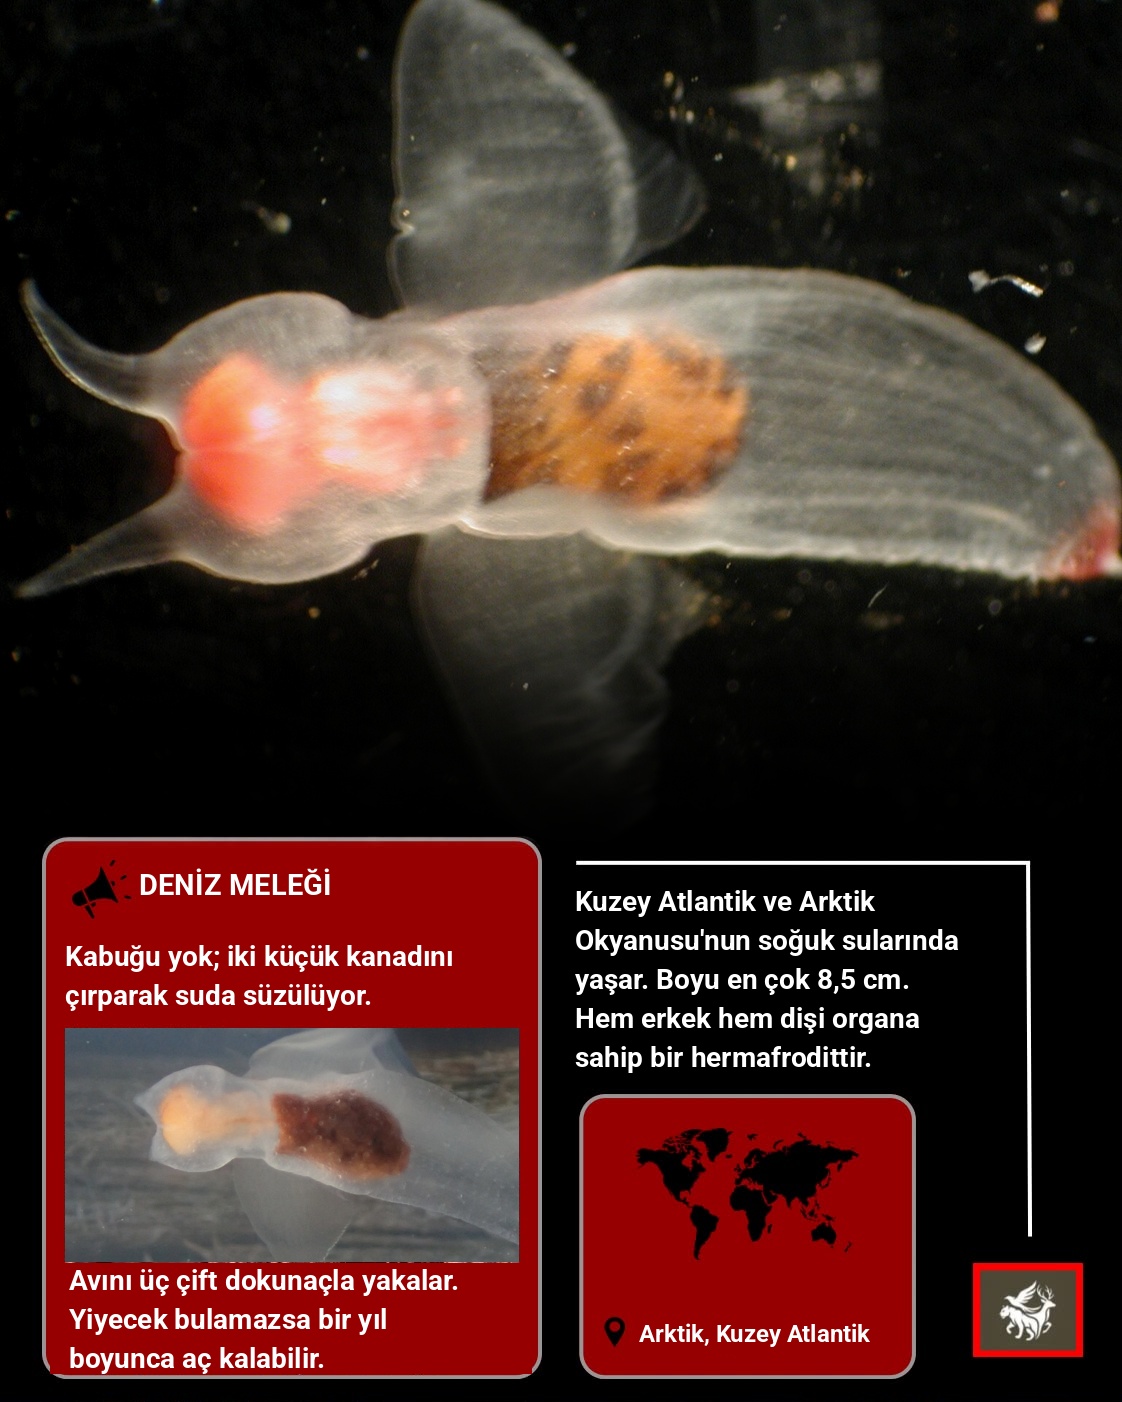 DENİZ MELEĞİ
Kabuğu yok; iki küçük kanadını
çırparak suda süzülüyor.
Avını üç çift dokunaçla yakalar.
Yiyecek bulamazsa bir yıl
boyunca aç kalabilir.
Kuzey Atlantik ve Arktik
Okyanusu'nun soğuk sularında
yaşar. Boyu en çok 8,5 cm.
Hem erkek hem dişi organa
sahip bir hermafrodittir.
Arktik, Kuzey Atlantik